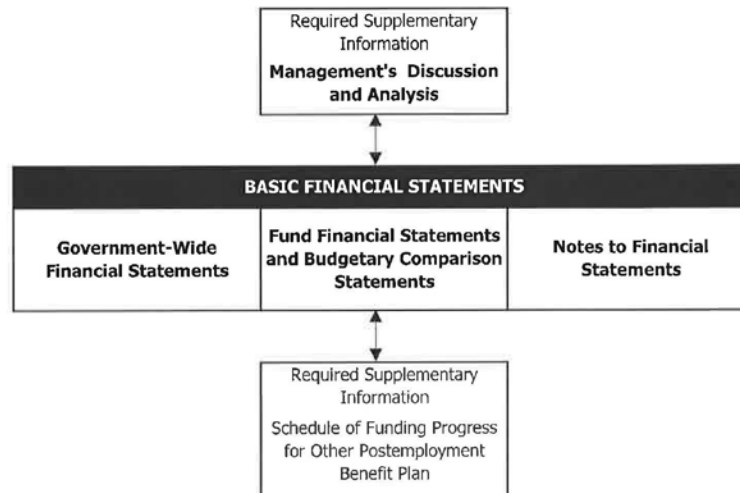 Required Supplementary
Information
Management's Discussion
and Analysis
BASIC FINANCIAL STATEMENTS
Government-Wide
Financial Statements
Fund Financial Statements
and Budgetary Comparison
Statements
Notes to Financial
Statements
Required Supplementary
Information
Schedule of Funding Progress
for Other Postemployment
Benefit Plan